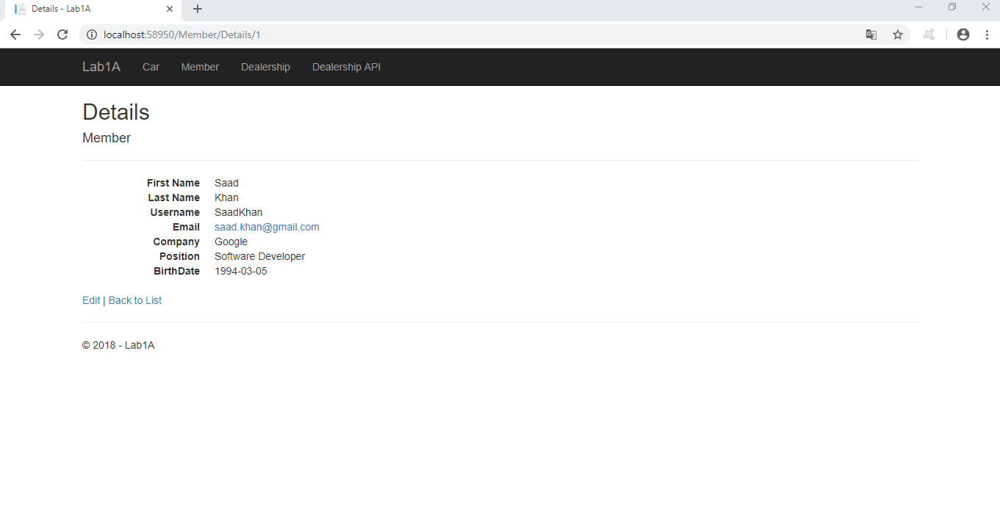 Details - Lab1A
localhost:58950/Member/Details/1
Lab1A Car Member Dealership Dealership API
Details
Member
First Name Saad
Last Name Khan
Username SaadKhan
Email saad.khan@gmail.com
Company Google
Position Software Developer
BirthDate 1994-03-05
Edit | Back to List
© 2018 - Lab1A